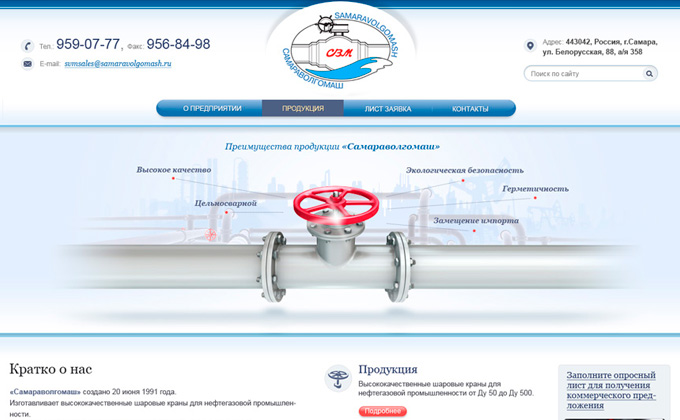 Тел.: 959-07-77, Факс: 956-84-98
E-mail: svmsales@samaravolgomash.ru
SAMARAVOLGOMASH
СВМ
САМАРАВОЛГОМАШ
Адрес: 443042, Россия, г.Самара,
ул. Белорусская, 88, а/я 358
Поиск по сайту
О ПРЕДПРИЯТИИ ПРОДУКЦИЯ ЛИСТ ЗАЯВКА КОНТАКТЫ
Преимущества продукции «Самараволгомаш»
Высокое качество
Экологическая безопасность
Герметичность
Цельносварной
Замещение импорта
Кратко о нас
«Самараволгомаш» создано 20 июня 1991 года.
Изготавливает высококачественные шаровые краны для нефтегазовой промышлен-
ности.
Продукция
Высококачественные шаровые краны для
нефтегазовой промышленности от Ду 50 до Ду 500.
Подробнее
Заполните опросный
лист для получения
коммерческого пред-
ложения